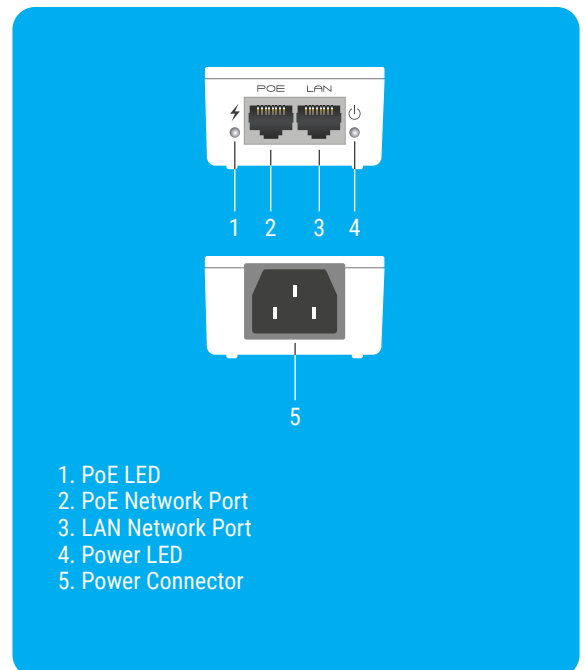 POE LAN
1 2 3 4
5
1. PoE LED
2. PoE Network Port
3. LAN Network Port
4. Power LED
5. Power Connector